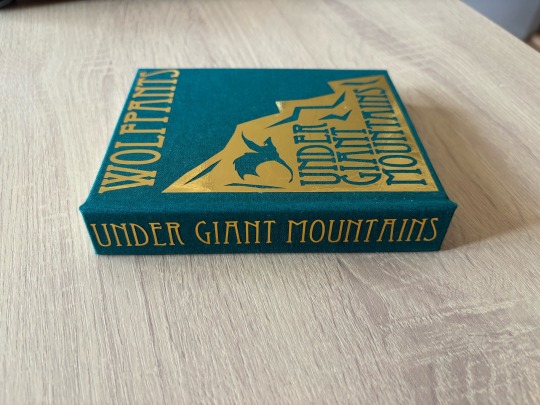 WOLFPANTS
UNDER
GIANT
MOUNTAINS
UNDER GIANT MOUNTAINS